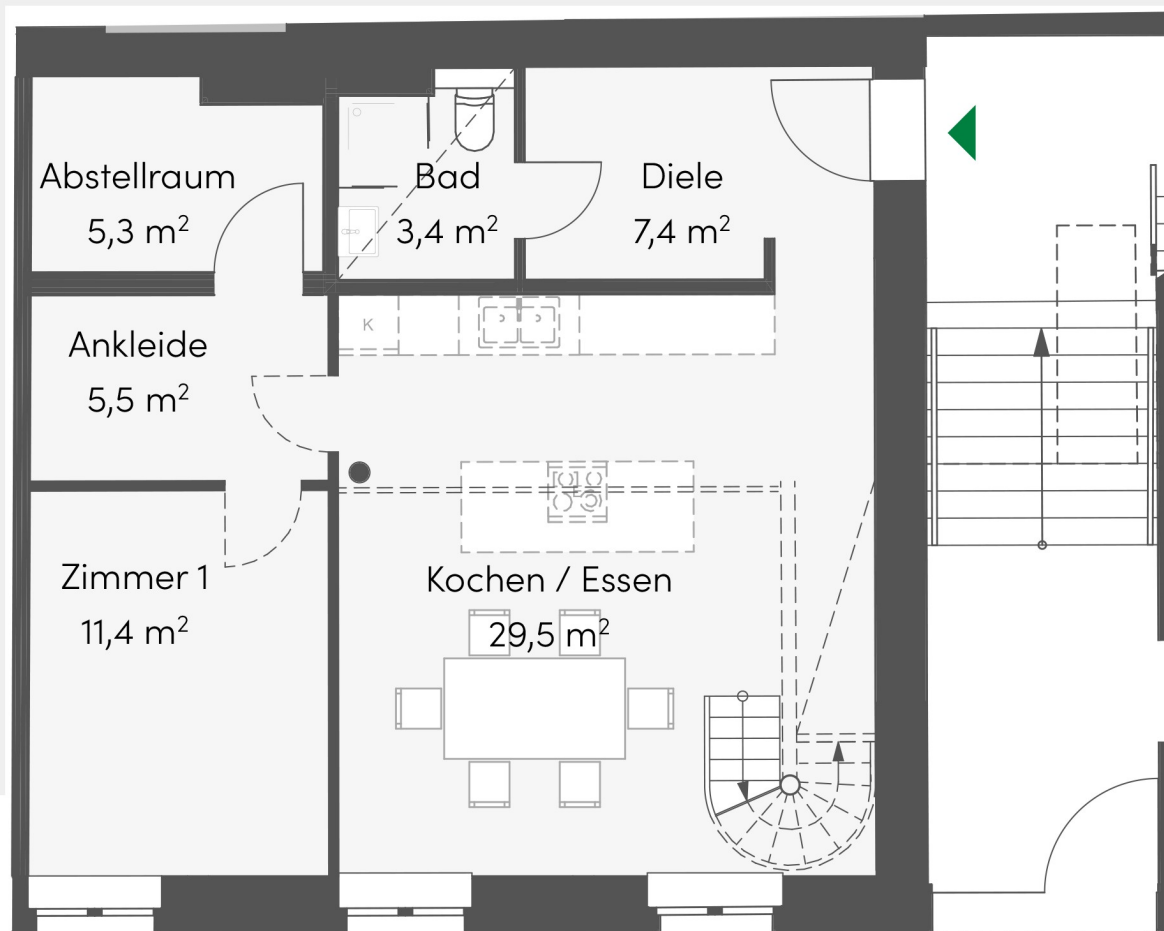 Abstellraum
5,3 m²
Bad
3,4 m²
Diele
7,4 m²
Ankleide
5,5 m²
K
Zimmer 1
11,4 m²
Kochen / Essen
29,5 m²